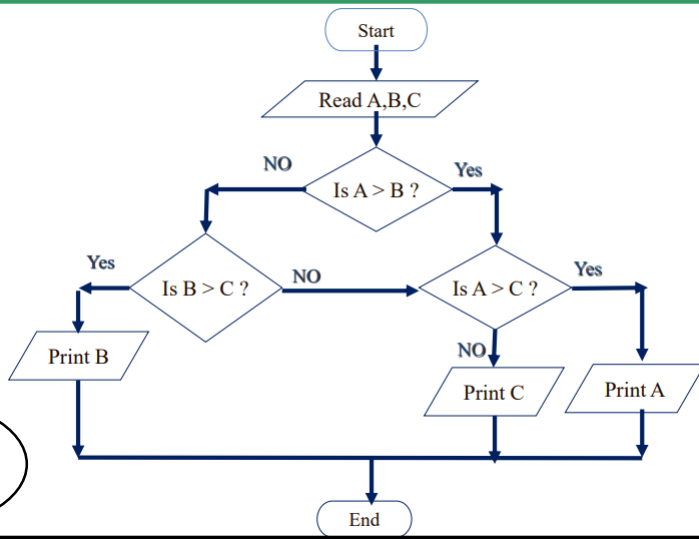 Start
Read A,B,C
NO
Yes
Is A > B ?
Yes
Is B > C ?
NO
Is A > C ?
Yes
Print B
NO
Print C
Print A
End